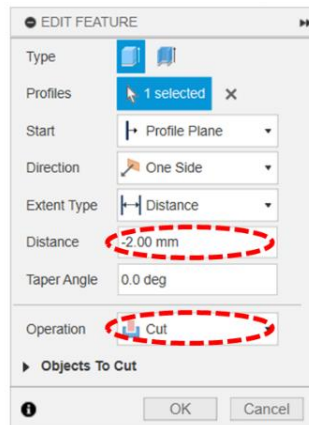 EDIT FEATURE
Type
Profiles 1 selected
Start Profile Plane
Direction One Side
Extent Type Distance
Distance -2.00 mm
Taper Angle 0.0 deg
Operation Cut
Objects To Cut
OK Cancel